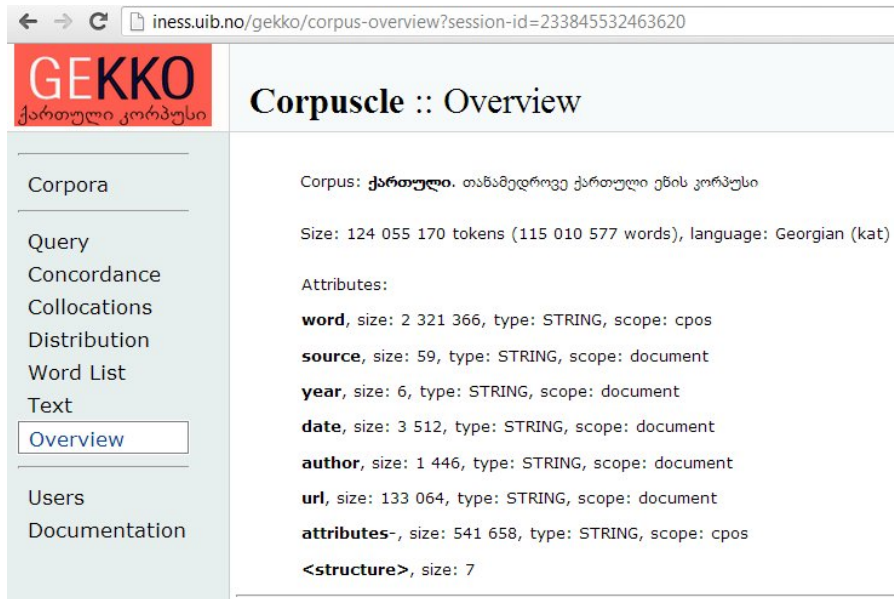 iness.uib.no/gekko/corpus-overview?session-id=233845532463620
GEKKO
ქართული კორპუსი
Corpuscle :: Overview
Corpora
Query
Concordance
Collocations
Distribution
Word List
Text
Overview
Users
Documentation
Corpus: ქართული. თანამედროვე ქართული ენის კორპუსი
Size: 124 055 170 tokens (115 010 577 words), language: Georgian (kat)
Attributes:
word, size: 2 321 366, type: STRING, scope: cpos
source, size: 59, type: STRING, scope: document
year, size: 6, type: STRING, scope: document
date, size: 3 512, type: STRING, scope: document
author, size: 1 446, type: STRING, scope: document
url, size: 133 064, type: STRING, scope: document
attributes-, size: 541 658, type: STRING, scope: cpos
<structure>, size: 7